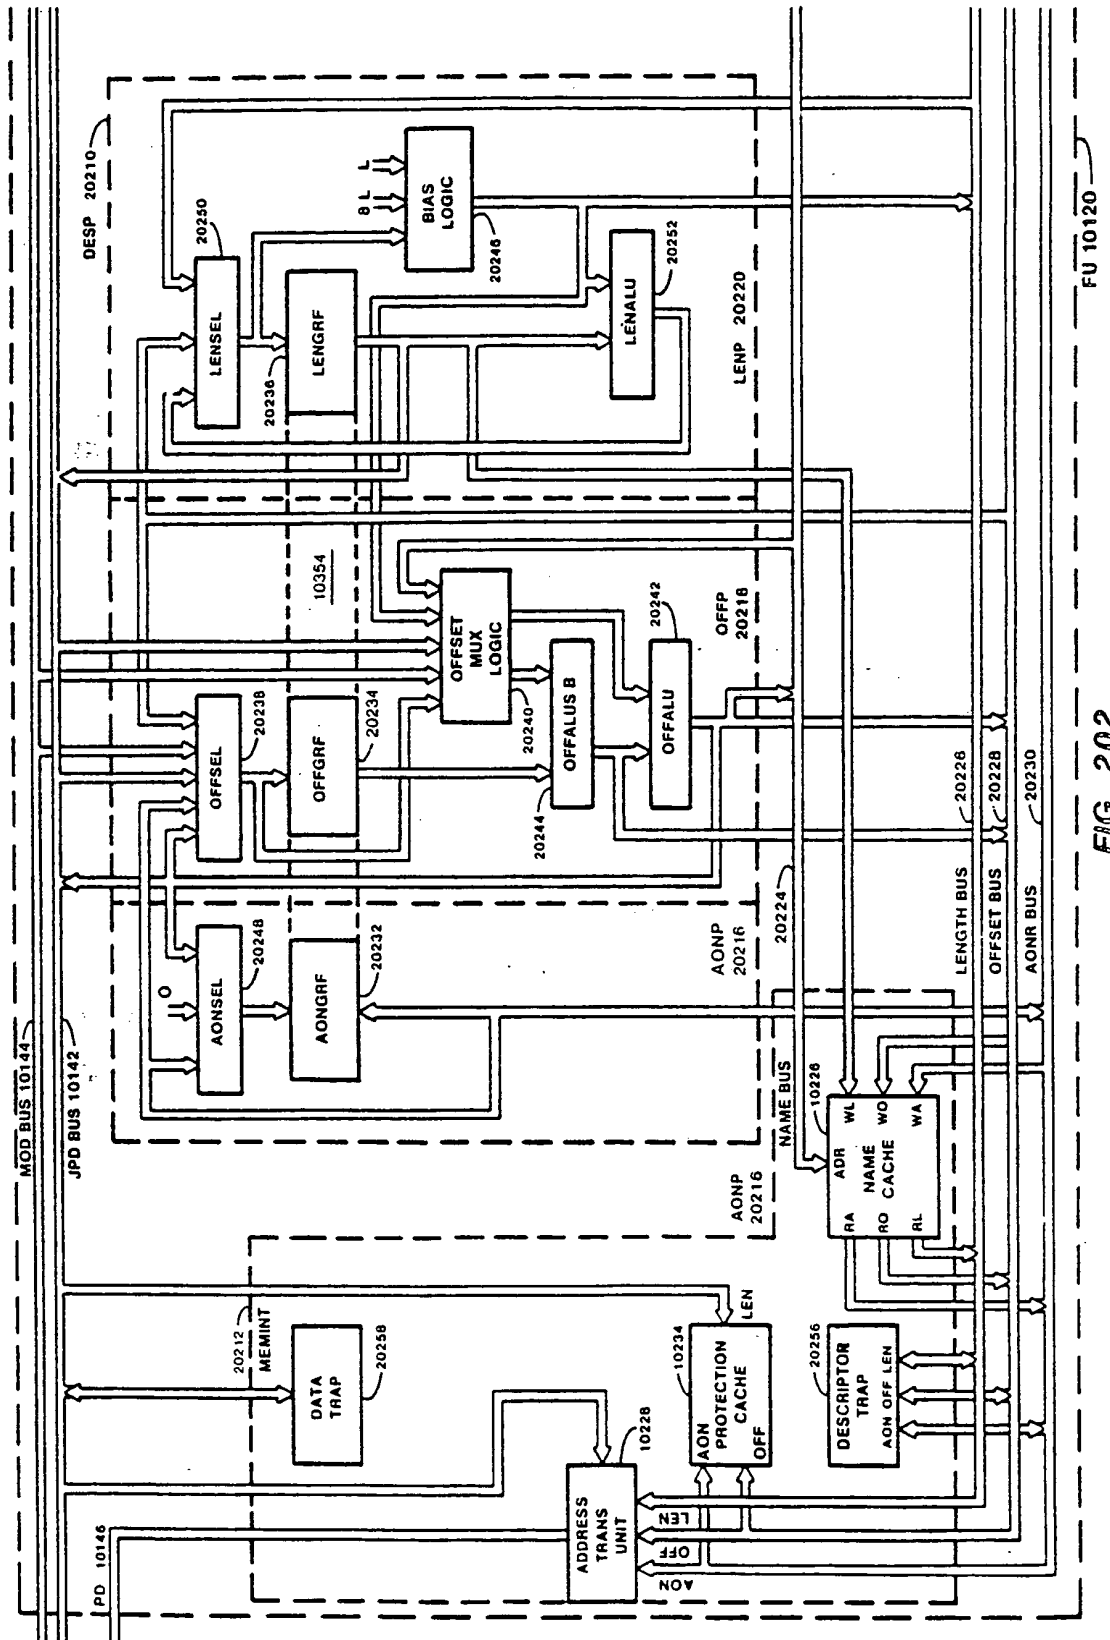 MOD BUS 10144
JPD BUS 10142
PD 10146
DESP 20210
20212
MEMINT
DATA
TRAP
20258
ADDRESS
TRANS
UNIT
10228
AON
OFF
LEN
10234
AON
PROTECTION
CACHE
OFF
LEN
20256
DESCRIPTOR
TRAP
AON OFF LEN
AONP
20216
10226
ADR
NAME
CACHE
RA
RO
RL
WL
WO
WA
NAME BUS
20224
O
AONSEL
20248
AONGRF
20232
AONP
20216
OFFSEL
20238
OFFGRF
20234
10354
OFFSET
MUX
LOGIC
20240
OFFALUS B
20244
OFFALU
20242
OFFP
20218
LENSEL
20250
20236
LENGRF
8 L
L
BIAS
LOGIC
20246
LENALU
20252
LENP 20220
LENGTH BUS
20226
OFFSET BUS
20228
AONR BUS
20230
FU 10120
FIG 202